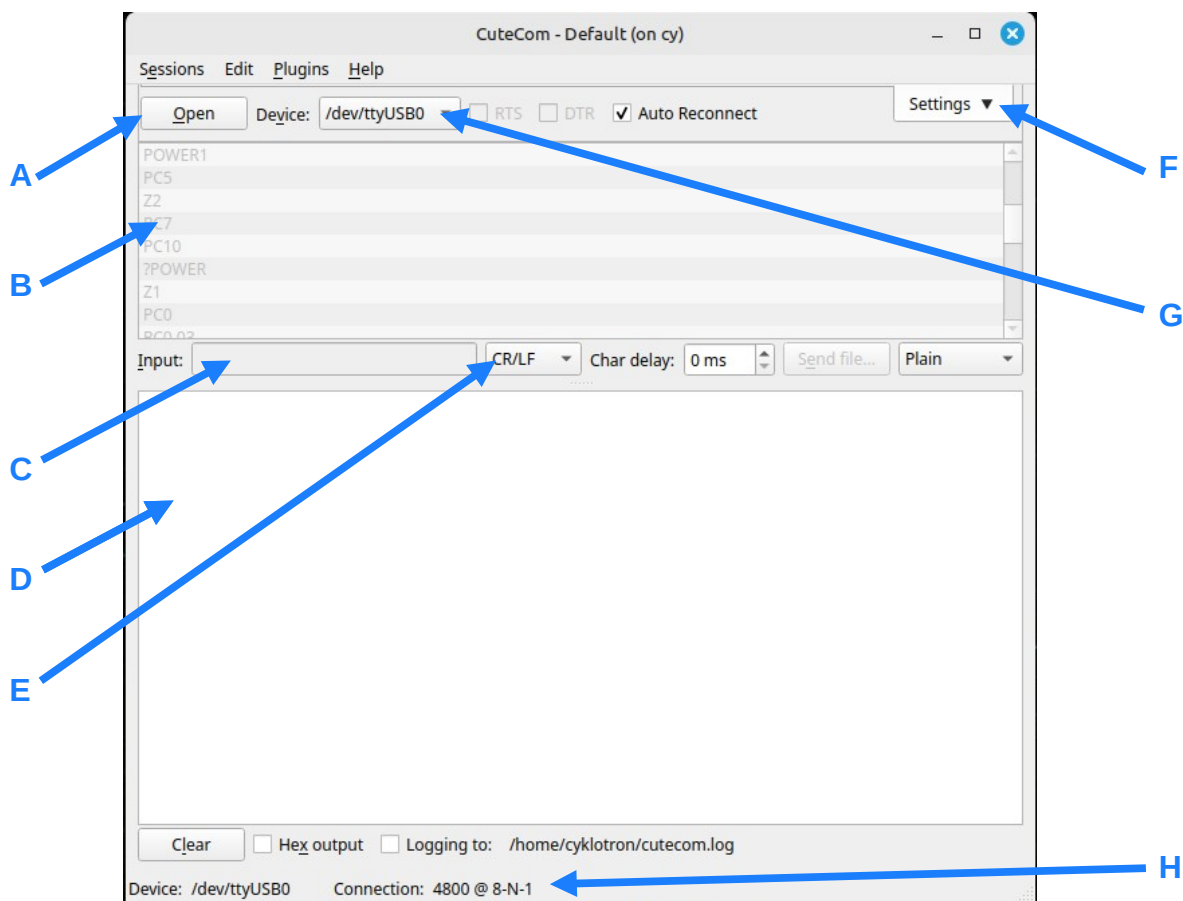 CuteCom - Default (on cy)
Sessions Edit Plugins Help
Open Device: /dev/ttyUSB0 RTS DTR Auto Reconnect Settings ▼
A
F
POWER1
PC5
Z2
PC7
PC10
?POWER
Z1
PC0
PC0.03
B
G
Input: CR/LF Char delay: 0 ms Send file... Plain
C
D
E
Clear Hex output Logging to: /home/cyklotron/cutecom.log
H
Device: /dev/ttyUSB0 Connection: 4800 @ 8-N-1